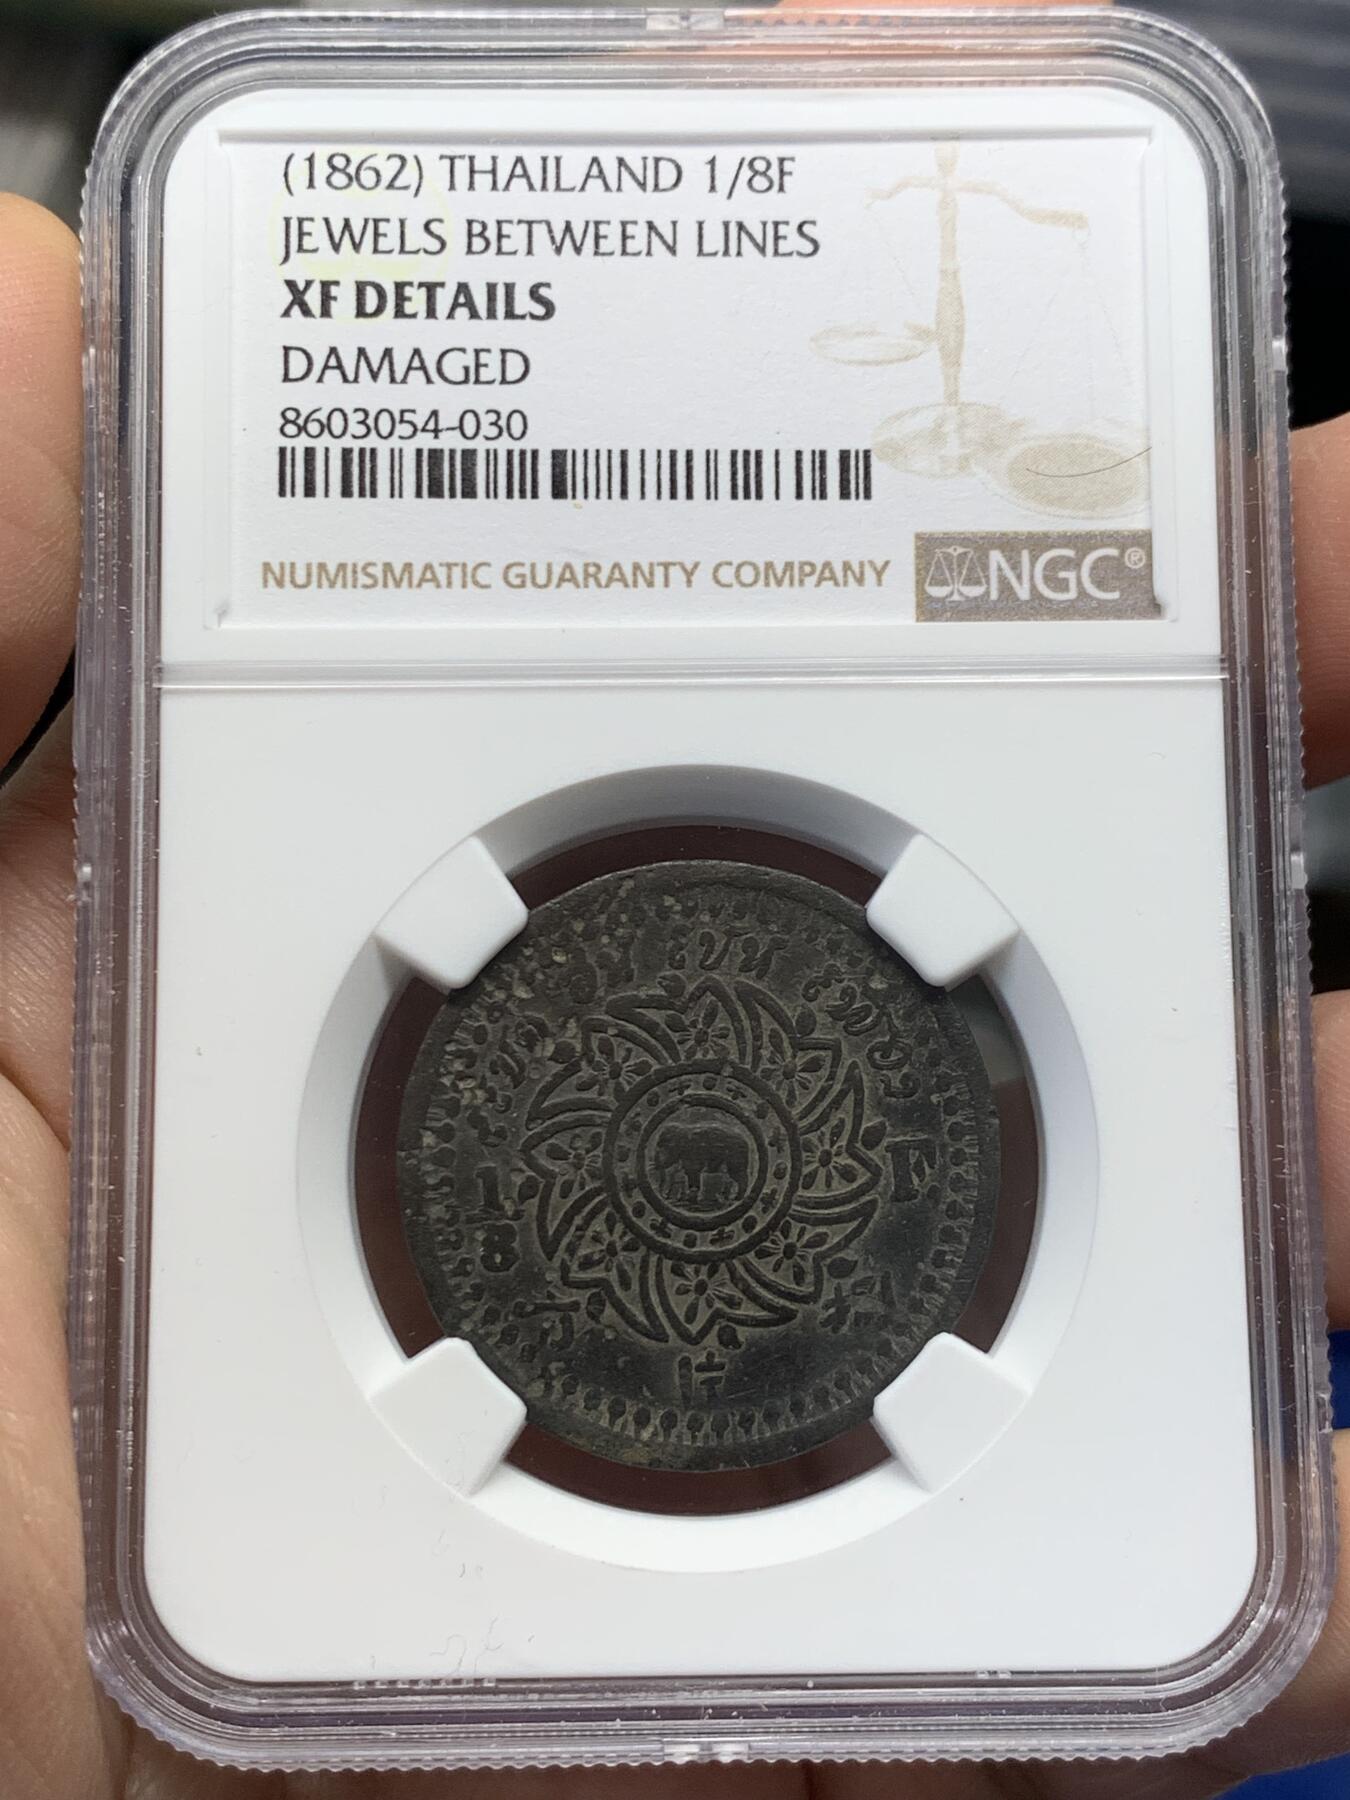 (1862) THAILAND 1/8F
JEWELS BETWEEN LINES
XF DETAILS
DAMAGED
8603054-030
NUMISMATIC GUARANTY COMPANY
NGC®
1/8
F